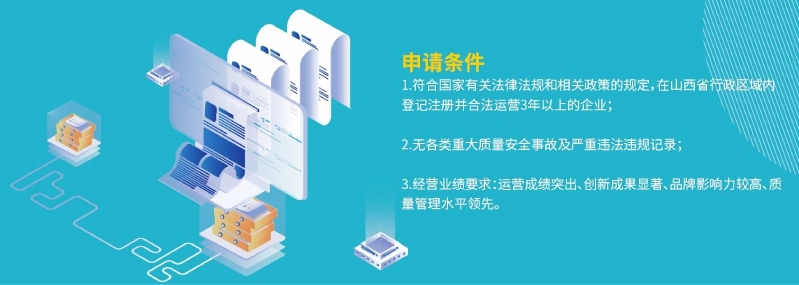 申请条件
1.符合国家有关法律法规和相关政策的规定,在山西省行政区域内
登记注册并合法运营3年以上的企业;
2.无各类重大质量安全事故及严重违法违规记录;
3.经营业绩要求:运营成绩突出、创新成果显著、品牌影响力较高、质
量管理水平领先。